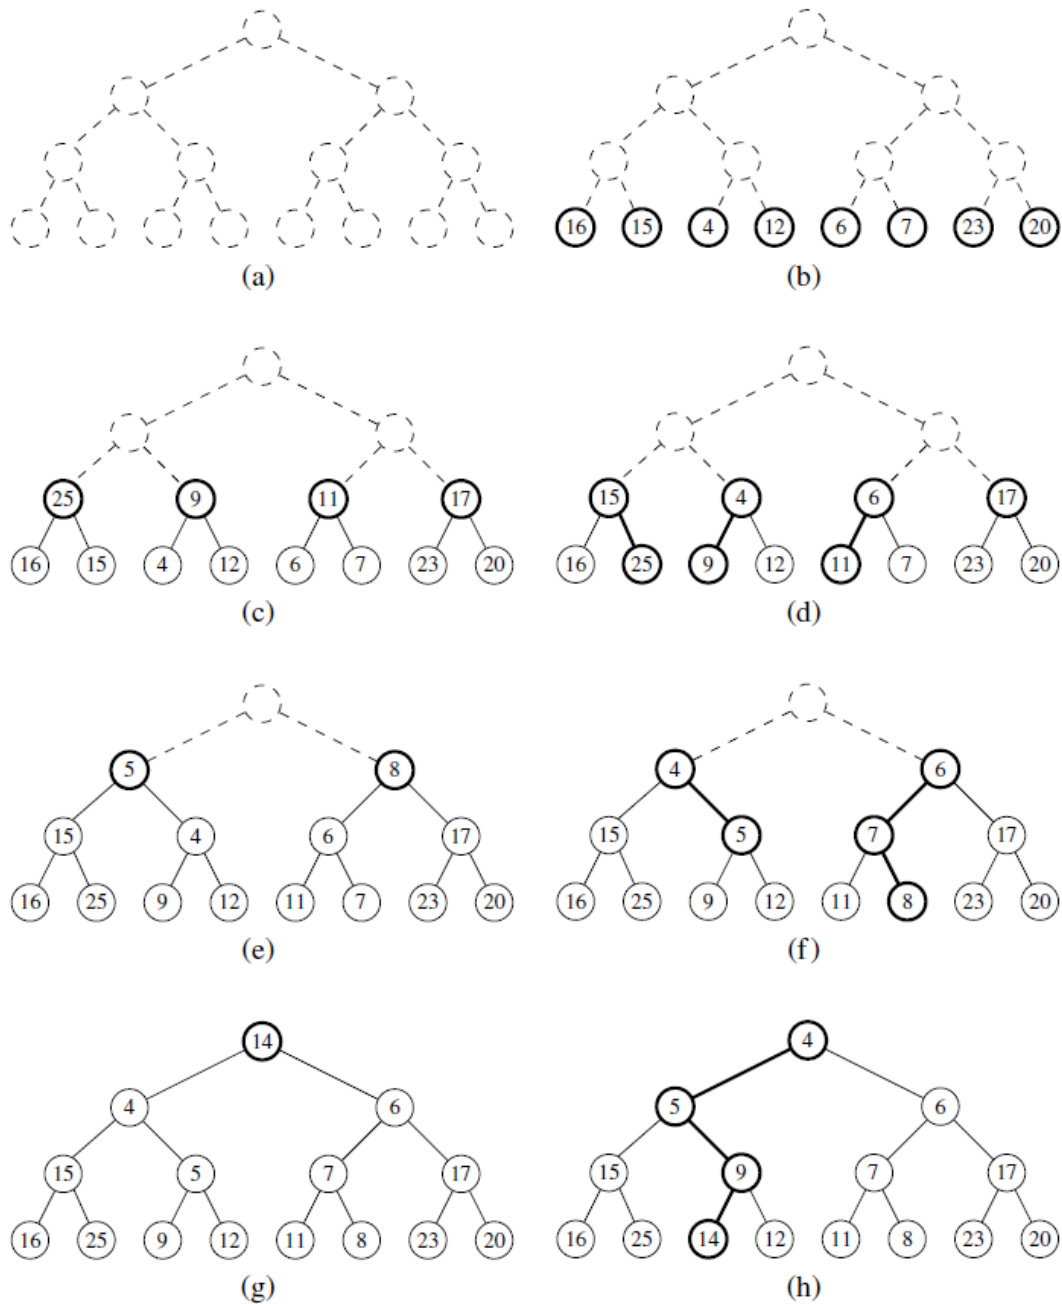 16 15 4 12 6 7 23 20
(a) (b)
25 9 11 17 15 4 6 17
16 15 4 12 6 7 23 20 16 25 9 12 11 7 23 20
(c) (d)
5 8 4 6
15 4 6 17 15 5 7 17
16 25 9 12 11 7 23 20 16 25 9 12 11 8 23 20
(e) (f)
14 4
4 6 5 6
15 5 7 17 15 9 7 17
16 25 9 12 11 8 23 20 16 25 14 12 11 8 23 20
(g) (h)